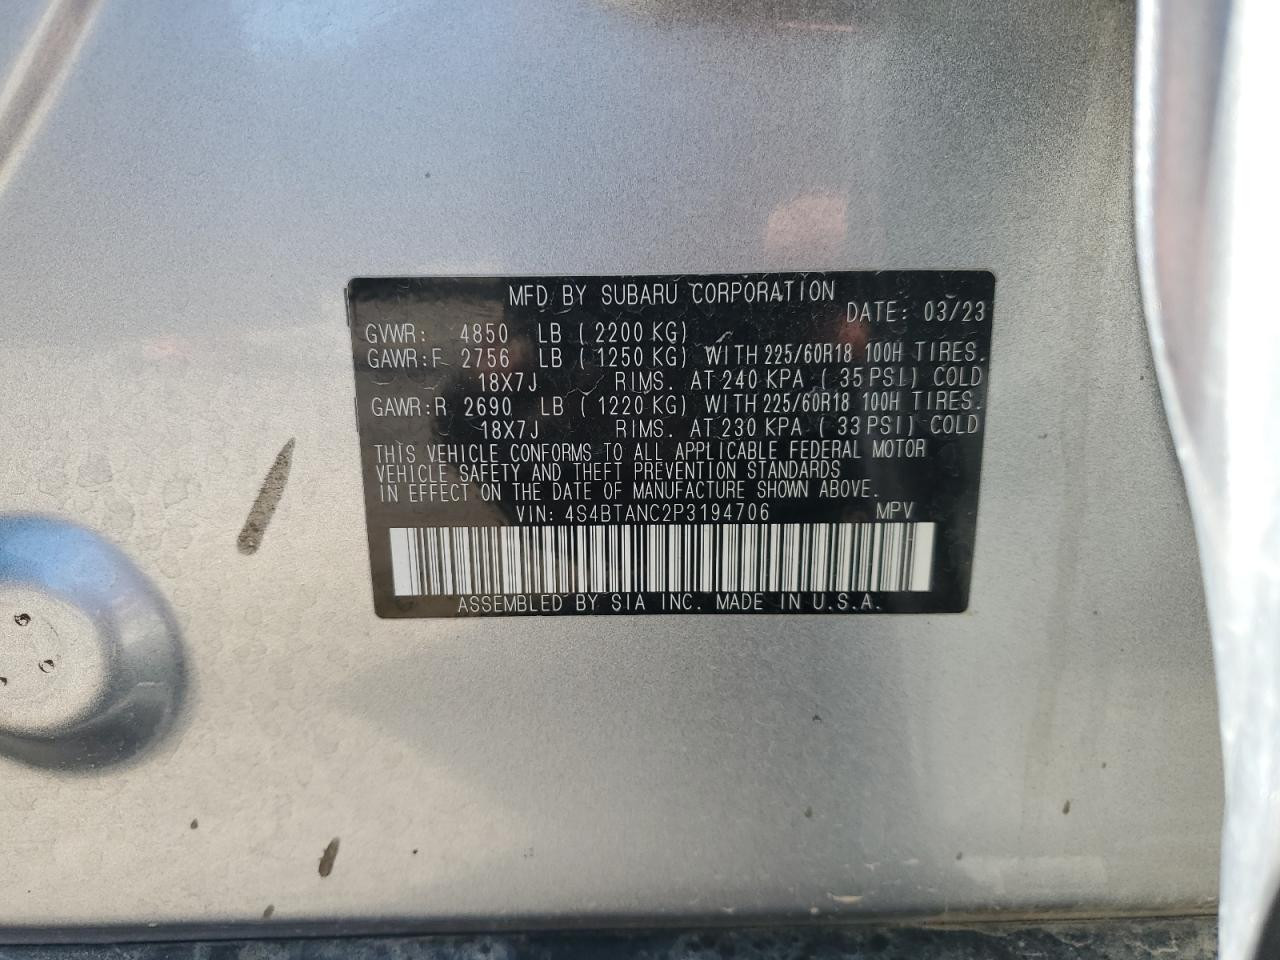 MFD BY SUBARU CORPORATION
DATE: 03/23
GVWR: 4850 LB ( 2200 KG)
GAWR:F 2756 LB ( 1250 KG) WITH 225/60R18 100H TIRES.
18X7J RIMS. AT 240 KPA ( 35 PSI) COLD
GAWR:R 2690 LB ( 1220 KG) WITH 225/60R18 100H TIRES.
18X7J RIMS. AT 230 KPA ( 33 PSI) COLD
THIS VEHICLE CONFORMS TO ALL APPLICABLE FEDERAL MOTOR
VEHICLE SAFETY AND THEFT PREVENTION STANDARDS
IN EFFECT ON THE DATE OF MANUFACTURE SHOWN ABOVE.
VIN: 4S4BTANC2P3194706 MPV
ASSEMBLED BY SIA INC. MADE IN U.S.A.